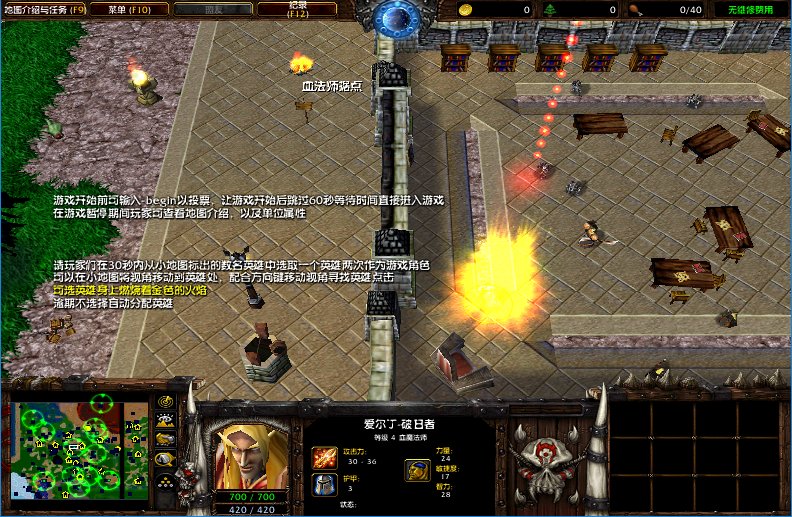 地图介绍与任务 (F9)
菜单 (F10)
盟友
纪录
(F12)
0
0
0/40
无维修费用
血法师据点
游戏开始前可输入-begin以投票，让游戏开始后跳过60秒等待时间直接进入游戏
在游戏暂停期间玩家可查看地图介绍，以及单位属性
请玩家们在30秒内从小地图标出的数名英雄中选取一个英雄两次作为游戏角色
可以在小地图将视角移动到英雄处，配合方向键移动视角寻找英雄点击
可选英雄身上燃烧着金色的火焰
逾期不选择自动分配英雄
爱尔丁-破日者
等级 4 血魔法师
攻击力:
30 - 36
护甲:
3
状态:
力量:
24
敏捷度:
17
智力:
28
700 / 700
420 / 420